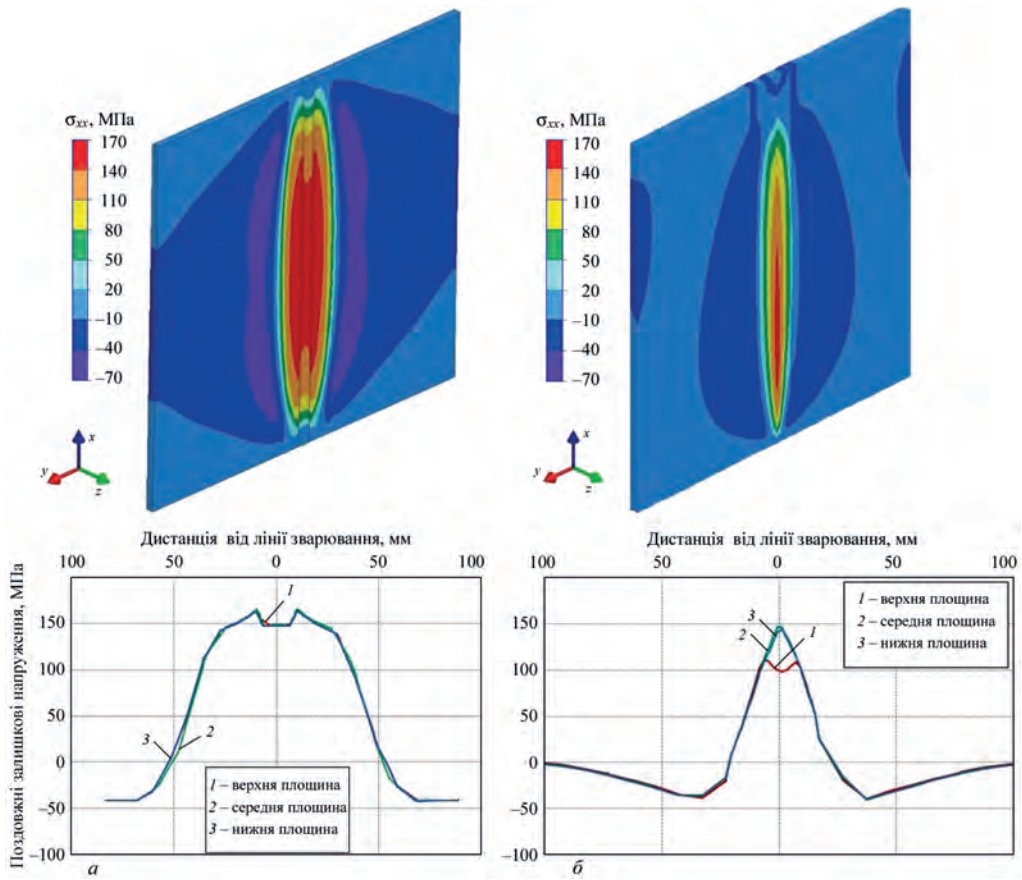 σxx, МПа
170
140
110
80
50
20
–10
–40
–70
x
y
z
σxx, МПа
170
140
110
80
50
20
–10
–40
–70
x
y
z
Дистанція від лінії зварювання, мм
100 50 0 50 100
Поздовжні залишкові напруження, МПа
150
100
50
0
–50
–100
1
3
2
1 – верхня площина
2 – середня площина
3 – нижня площина
а
Дистанція від лінії зварювання, мм
100 50 0 50 100
150
100
50
0
–50
–100
3
2
1
1 – верхня площина
2 – середня площина
3 – нижня площина
б